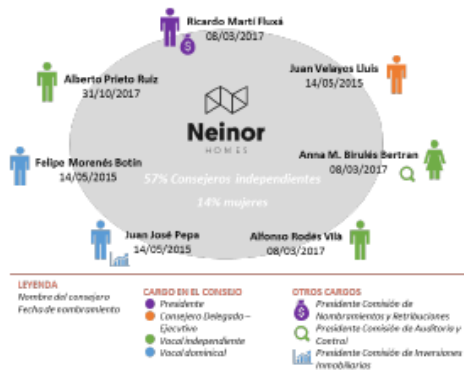 Ricardo Martí Fluxá
08/03/2017
Alberto Prieto Ruiz
31/10/2017
Juan Velayos Lluis
14/05/2015
Neinor
HOMES
Felipe Morenés Botín
14/05/2015
Anna M. Birulés Bertran
08/03/2017
57% Consejeros independientes
14% mujeres
Juan José Pepa
14/05/2015
Alfonso Rodés Vilà
08/03/2017
LEYENDA
Nombre del consejero
Fecha de nombramiento
CARGO EN EL CONSEJO
Presidente
Consejero Delegado –
Ejecutivo
Vocal independiente
Vocal dominical
OTROS CARGOS
Presidente Comisión de
Nombramientos y Retribuciones
Presidente Comisión de Auditoría y
Control
Presidente Comisión de Inversiones
Inmobiliarias